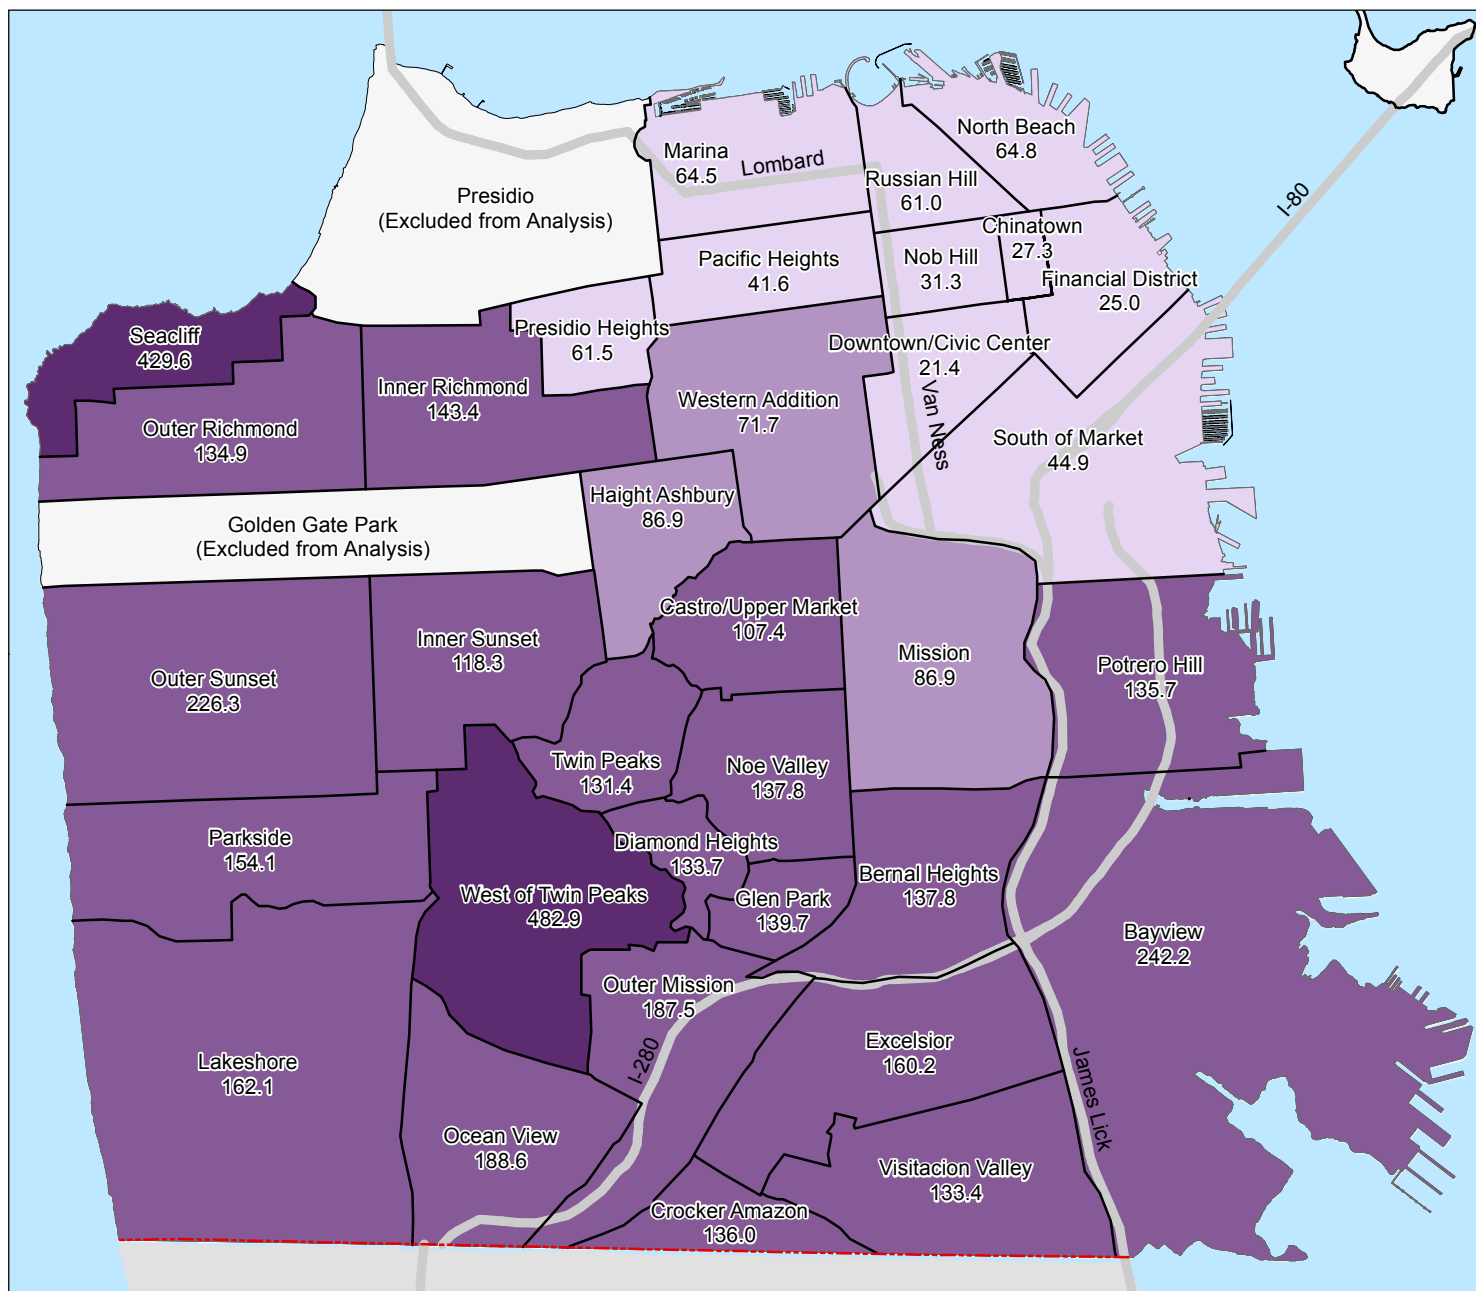 North Beach
64.8
Marina
64.5
Lombard
Russian Hill
61.0
Presidio
(Excluded from Analysis)
I-80
Chinatown
27.3
Nob Hill
31.3
Pacific Heights
41.6
Financial District
25.0
Seacliff
429.6
Presidio Heights
61.5
Downtown/Civic Center
21.4
Inner Richmond
143.4
Western Addition
71.7
Van Ness
Outer Richmond
134.9
South of Market
44.9
Haight Ashbury
86.9
Golden Gate Park
(Excluded from Analysis)
Castro/Upper Market
107.4
Inner Sunset
118.3
Mission
86.9
Potrero Hill
135.7
Outer Sunset
226.3
Twin Peaks
131.4
Noe Valley
137.8
Parkside
154.1
Diamond Heights
133.7
Bernal Heights
137.8
West of Twin Peaks
482.9
Glen Park
139.7
Bayview
242.2
Outer Mission
187.5
Excelsior
160.2
I-280
Lakeshore
162.1
James Lick
Ocean View
188.6
Visitacion Valley
133.4
Crocker Amazon
136.0